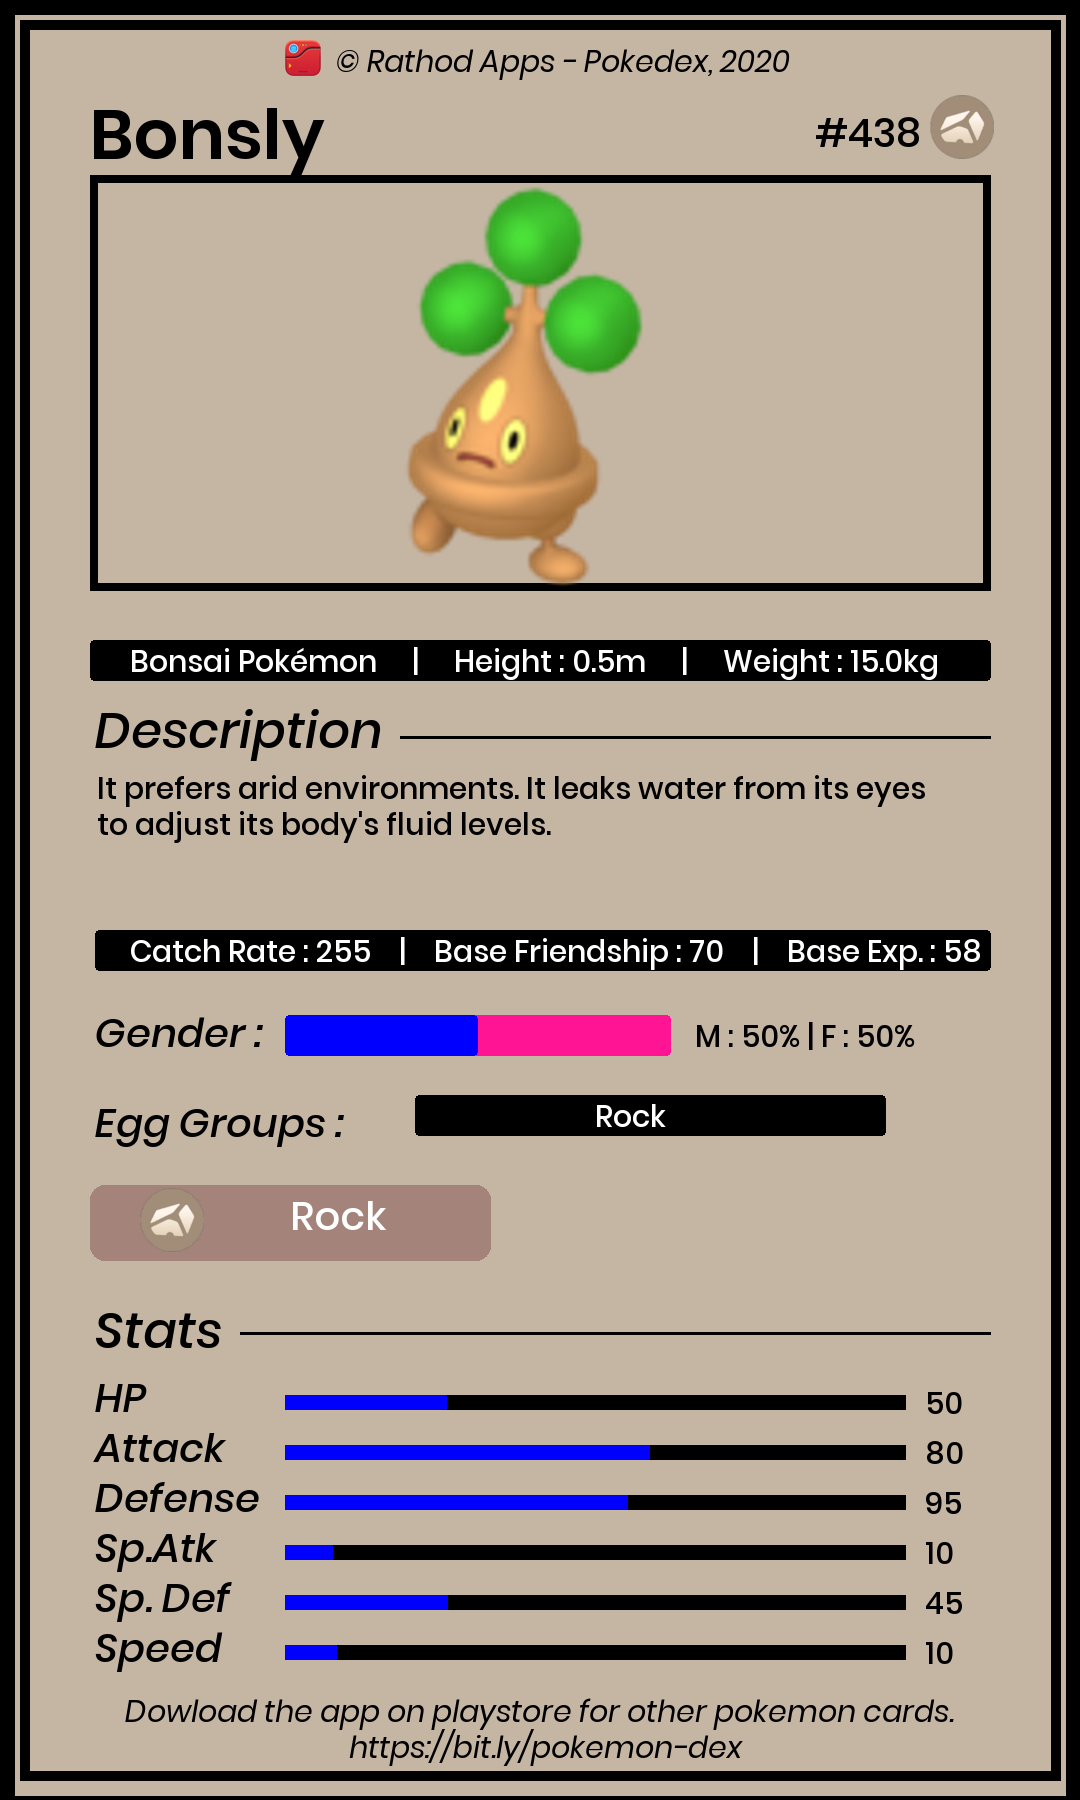 © Rathod Apps - Pokedex, 2020
Bonsly #438
Bonsai Pokémon | Height : 0.5m | Weight : 15.0kg
Description
It prefers arid environments. It leaks water from its eyes
to adjust its body's fluid levels.
Catch Rate : 255 | Base Friendship : 70 | Base Exp. : 58
Gender : M : 50% | F : 50%
Egg Groups : Rock
Rock
Stats
HP 50
Attack 80
Defense 95
Sp.Atk 10
Sp. Def 45
Speed 10
Dowload the app on playstore for other pokemon cards.
https://bit.ly/pokemon-dex